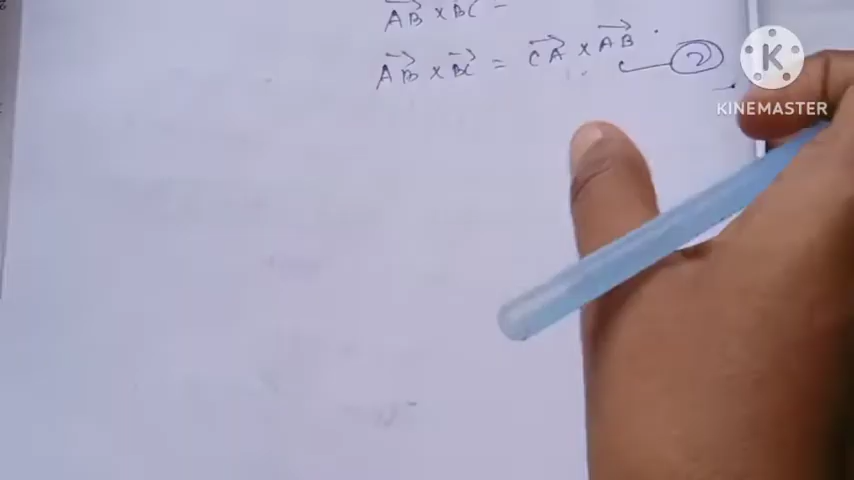 AB × BC =
AB × BC = CA × AB . 2
K
KINEMASTER